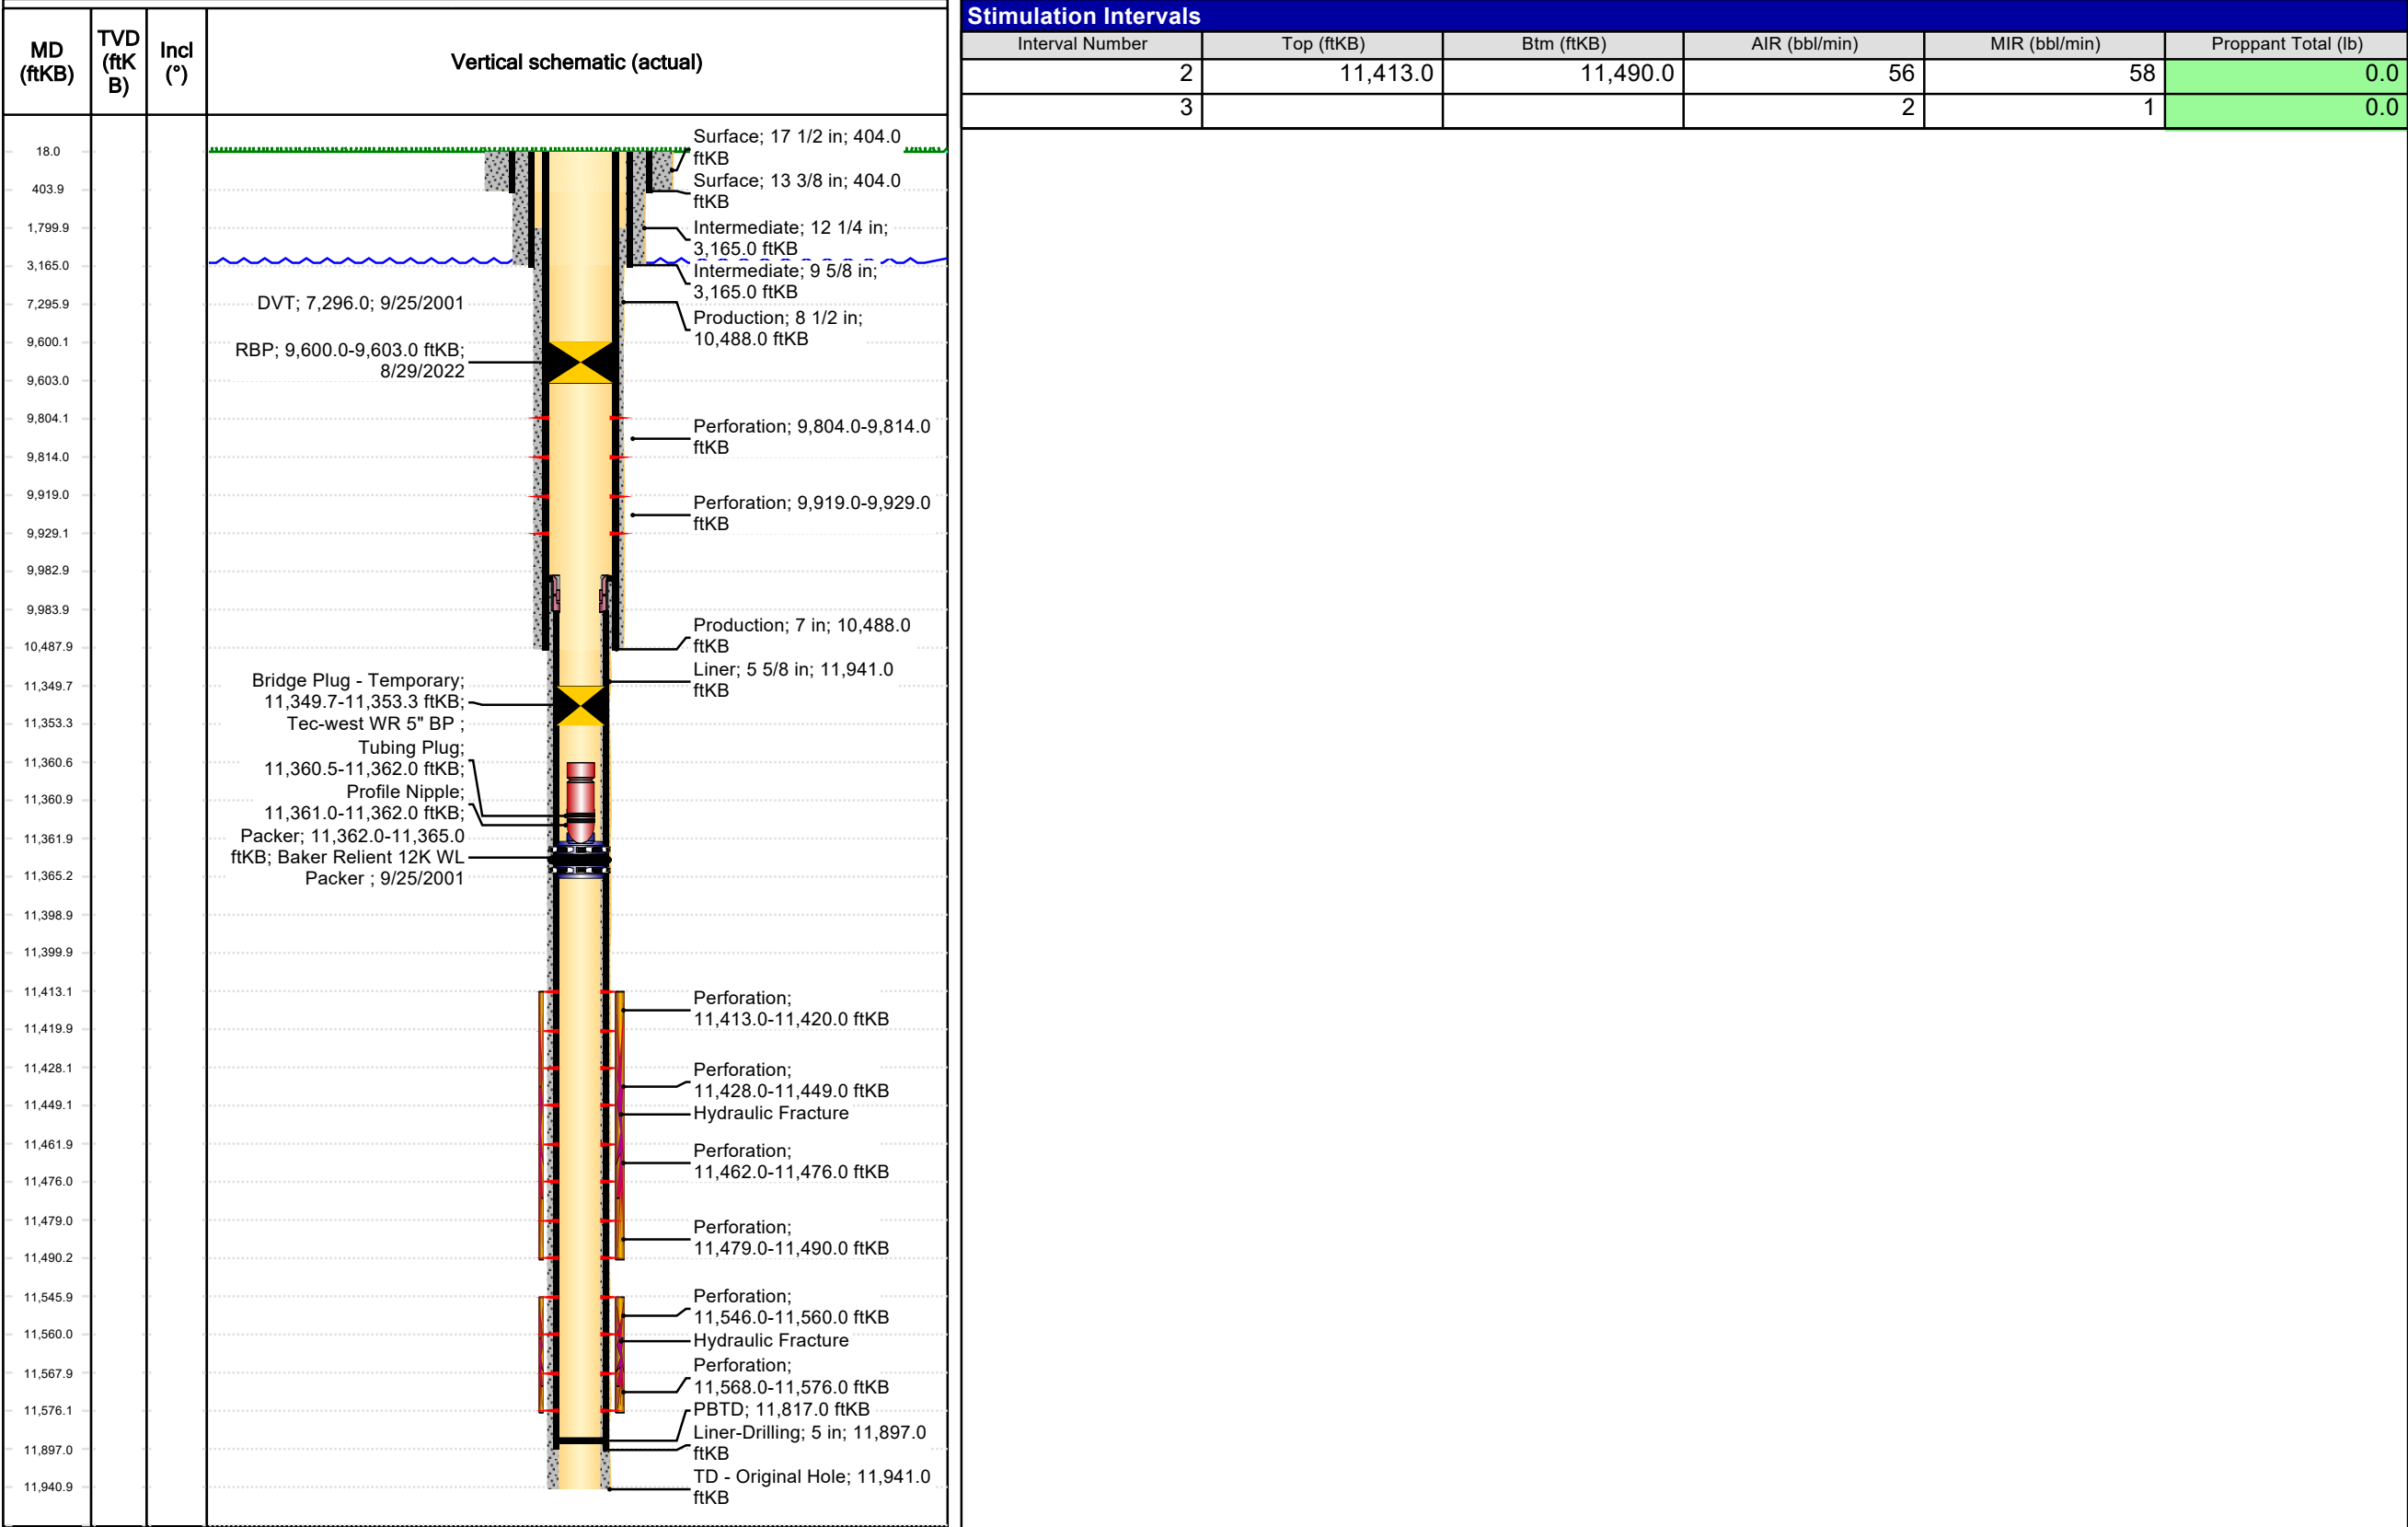 MD
(ftKB)
TVD
(ftK
B)
Incl
(°)
Vertical schematic (actual)
18.0
403.9
1,799.9
3,165.0
7,295.9
9,600.1
9,603.0
9,804.1
9,814.0
9,919.0
9,929.1
9,982.9
9,983.9
10,487.9
11,349.7
11,353.3
11,360.6
11,360.9
11,361.9
11,365.2
11,398.9
11,399.9
11,413.1
11,419.9
11,428.1
11,449.1
11,461.9
11,476.0
11,479.0
11,490.2
11,545.9
11,560.0
11,567.9
11,576.1
11,897.0
11,940.9
DVT; 7,296.0; 9/25/2001
RBP; 9,600.0-9,603.0 ftKB;
8/29/2022
Bridge Plug - Temporary;
11,349.7-11,353.3 ftKB;
Tec-west WR 5" BP ;
Tubing Plug;
11,360.5-11,362.0 ftKB;
Profile Nipple;
11,361.0-11,362.0 ftKB;
Packer; 11,362.0-11,365.0
ftKB; Baker Relient 12K WL
Packer ; 9/25/2001
Surface; 17 1/2 in; 404.0
ftKB
Surface; 13 3/8 in; 404.0
ftKB
Intermediate; 12 1/4 in;
3,165.0 ftKB
Intermediate; 9 5/8 in;
3,165.0 ftKB
Production; 8 1/2 in;
10,488.0 ftKB
Perforation; 9,804.0-9,814.0
ftKB
Perforation; 9,919.0-9,929.0
ftKB
Production; 7 in; 10,488.0
ftKB
Liner; 5 5/8 in; 11,941.0
ftKB
Perforation;
11,413.0-11,420.0 ftKB
Perforation;
11,428.0-11,449.0 ftKB
Hydraulic Fracture
Perforation;
11,462.0-11,476.0 ftKB
Perforation;
11,479.0-11,490.0 ftKB
Perforation;
11,546.0-11,560.0 ftKB
Hydraulic Fracture
Perforation;
11,568.0-11,576.0 ftKB
PBTD; 11,817.0 ftKB
Liner-Drilling; 5 in; 11,897.0
ftKB
TD - Original Hole; 11,941.0
ftKB
Stimulation Intervals
Interval Number Top (ftKB) Btm (ftKB) AIR (bbl/min) MIR (bbl/min) Proppant Total (lb)
2 11,413.0 11,490.0 56 58 0.0
3 2 1 0.0